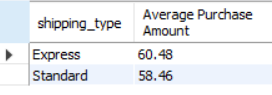 shipping_type Average Purchase
Amount
Express 60.48
Standard 58.46